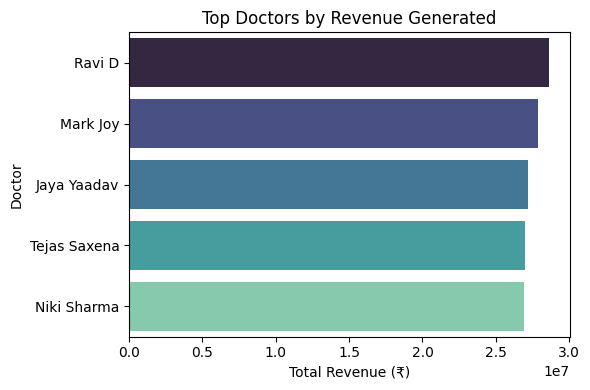 Top Doctors by Revenue Generated
Doctor
Ravi D
Mark Joy
Jaya Yaadav
Tejas Saxena
Niki Sharma
0.0 0.5 1.0 1.5 2.0 2.5 3.0
1e7
Total Revenue (₹)